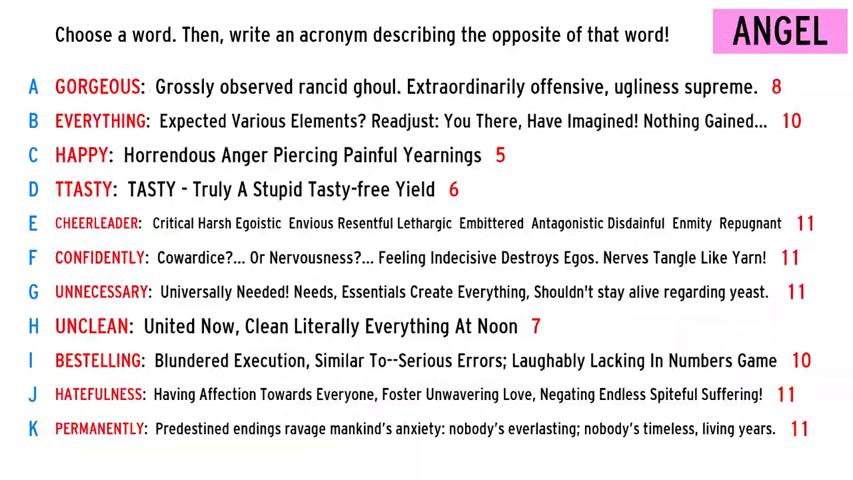 Choose a word. Then, write an acronym describing the opposite of that word!
ANGEL
A GORGEOUS: Grossly observed rancid ghoul. Extraordinarily offensive, ugliness supreme. 8
B EVERYTHING: Expected Various Elements? Readjust: You There, Have Imagined! Nothing Gained... 10
C HAPPY: Horrendous Anger Piercing Painful Yearnings 5
D TTASTY: TASTY - Truly A Stupid Tasty-free Yield 6
E CHEERLEADER: Critical Harsh Egoistic Envious Resentful Lethargic Embittered Antagonistic Disdainful Enmity Repugnant 11
F CONFIDENTLY: Cowardice?... Or Nervousness?... Feeling Indecisive Destroys Egos. Nerves Tangle Like Yarn! 11
G UNNECESSARY: Universally Needed! Needs, Essentials Create Everything, Shouldn't stay alive regarding yeast. 11
H UNCLEAN: United Now, Clean Literally Everything At Noon 7
I BESTELLING: Blundered Execution, Similar To--Serious Errors; Laughably Lacking In Numbers Game 10
J HATEFULNESS: Having Affection Towards Everyone, Foster Unwavering Love, Negating Endless Spiteful Suffering! 11
K PERMANENTLY: Predestined endings ravage mankind's anxiety: nobody's everlasting; nobody's timeless, living years. 11